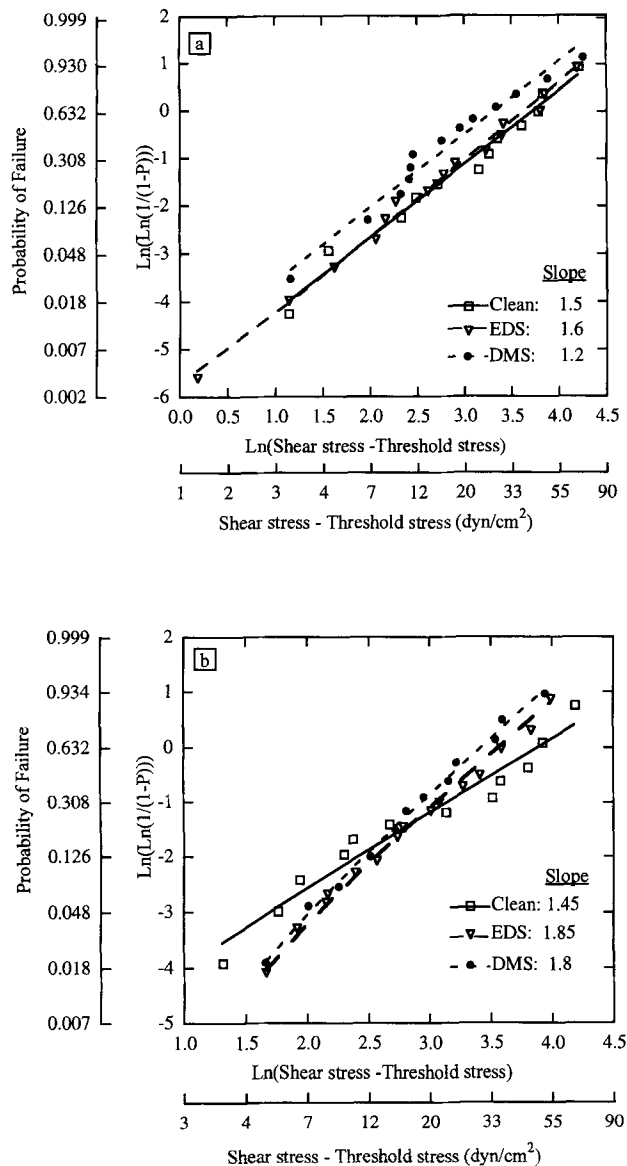 a
0.999
0.930
0.632
0.308
0.126
0.048
0.018
0.007
0.002
Probability of Failure
2
1
0
-1
-2
-3
-4
-5
-6
Ln(Ln(1/(1-P)))
Slope
Clean: 1.5
EDS: 1.6
-DMS: 1.2
0.0 0.5 1.0 1.5 2.0 2.5 3.0 3.5 4.0 4.5
Ln(Shear stress -Threshold stress)
1 2 3 4 7 12 20 33 55 90
Shear stress - Threshold stress (dyn/cm²)
b
0.999
0.934
0.632
0.308
0.126
0.048
0.018
0.007
Probability of Failure
2
1
0
-1
-2
-3
-4
-5
Ln(Ln(1/(1-P)))
Slope
Clean: 1.45
EDS: 1.85
-DMS: 1.8
1.0 1.5 2.0 2.5 3.0 3.5 4.0 4.5
Ln(Shear stress -Threshold stress)
3 4 7 12 20 33 55 90
Shear stress - Threshold stress (dyn/cm²)